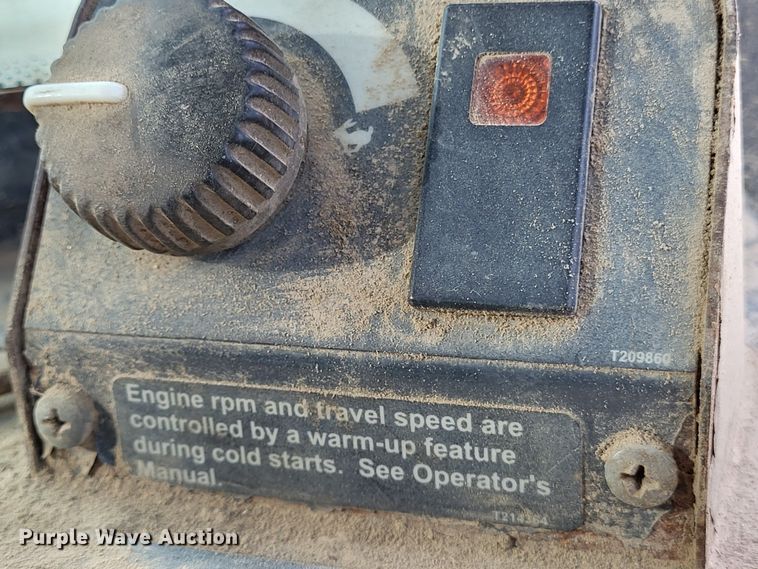 T209860
Engine rpm and travel speed are
controlled by a warm-up feature
during cold starts. See Operator's
Manual.
Purple Wave Auction